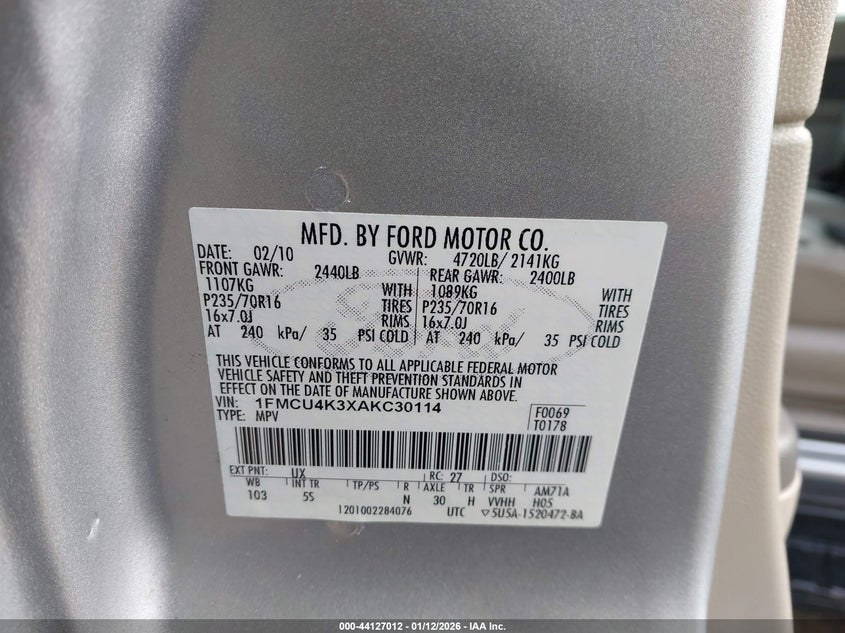 MFD. BY FORD MOTOR CO.
DATE: 02/10 GVWR: 4720LB/ 2141KG
FRONT GAWR: 2440LB REAR GAWR: 2400LB
1107KG WITH 1089KG WITH
P235/70R16 TIRES P235/70R16 TIRES
16x7.0J RIMS 16x7.0J RIMS
AT 240 kPa/ 35 PSI COLD AT 240 kPa/ 35 PSI COLD
THIS VEHICLE CONFORMS TO ALL APPLICABLE FEDERAL MOTOR
VEHICLE SAFETY AND THEFT PREVENTION STANDARDS IN
EFFECT ON THE DATE OF MANUFACTURE SHOWN ABOVE.
VIN: 1FMCU4K3XAKC30114 F0069
TYPE: MPV T0178
EXT PNT: UX RC: 27 DSO:
WB INT TR TP/PS R AXLE TR SPR AM71A
103 5S N 30 H VVHH H05
1201002284076 UTC ▽5U5A-1520472-BA
000-44127012 - 01/12/2026 - IAA Inc.